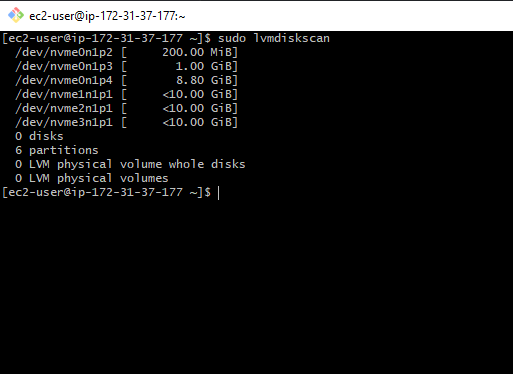 ec2-user@ip-172-31-37-177:~
[ec2-user@ip-172-31-37-177 ~]$ sudo lvmdiskscan
  /dev/nvme0n1p2 [     200.00 MiB]
  /dev/nvme0n1p3 [       1.00 GiB]
  /dev/nvme0n1p4 [       8.80 GiB]
  /dev/nvme1n1p1 [     <10.00 GiB]
  /dev/nvme2n1p1 [     <10.00 GiB]
  /dev/nvme3n1p1 [     <10.00 GiB]
  0 disks
  6 partitions
  0 LVM physical volume whole disks
  0 LVM physical volumes
[ec2-user@ip-172-31-37-177 ~]$